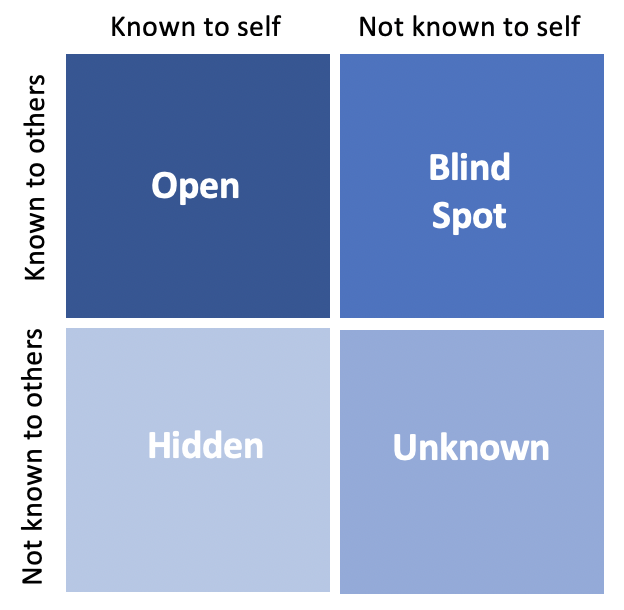 Known to self
Not known to self
Known to others
Open
Blind
Spot
Not known to others
Hidden
Unknown